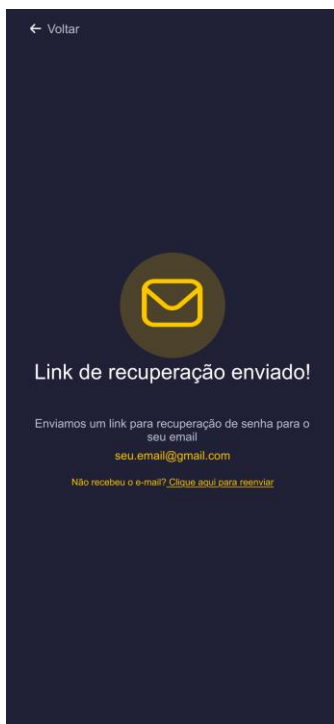 ← Voltar
Link de recuperação enviado!
Enviamos um link para recuperação de senha para o
seu email
seu.email@gmail.com
Não recebeu o e-mail? Clique aqui para reenviar